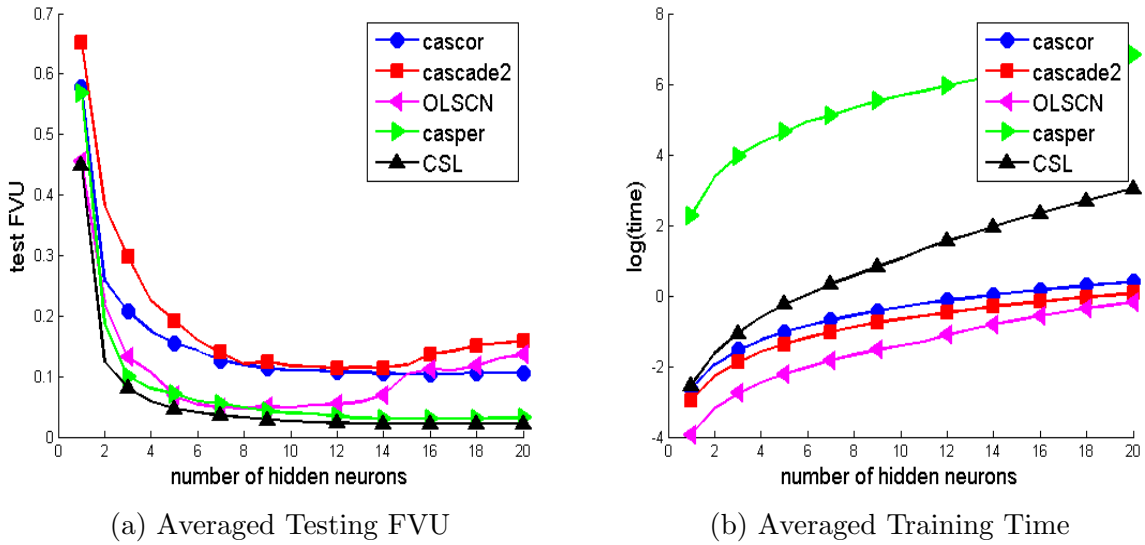 0.7
0.6
0.5
0.4
0.3
0.2
0.1
0
test FVU
0 2 4 6 8 10 12 14 16 18 20
number of hidden neurons
cascor
cascade2
OLSCN
casper
CSL
(a) Averaged Testing FVU
8
6
4
2
0
-2
-4
log(time)
0 2 4 6 8 10 12 14 16 18 20
number of hidden neurons
cascor
cascade2
OLSCN
casper
CSL
(b) Averaged Training Time